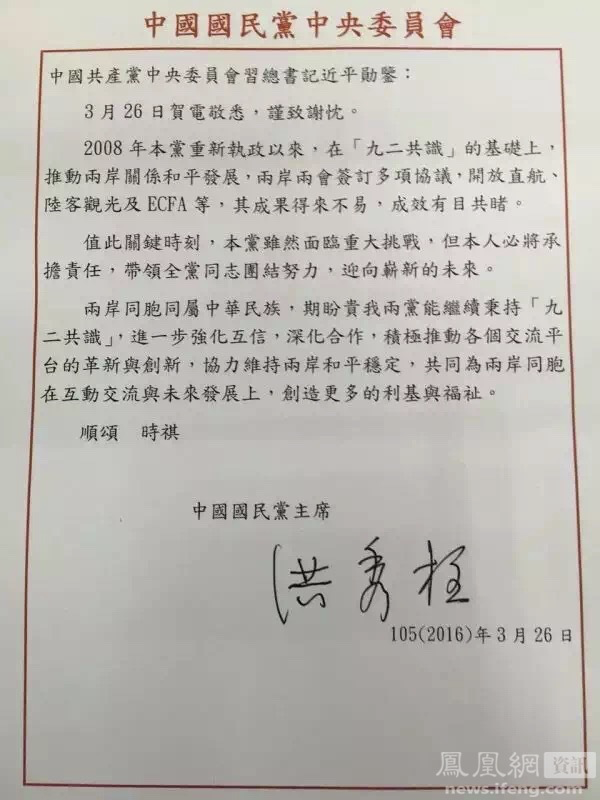 中國國民黨中央委員會
中國共產黨中央委員會習總書記近平勛鑒：
3月26日賀電敬悉，謹致謝忱。
2008年本黨重新執政以來，在「九二共識」的基礎上，
推動兩岸關係和平發展，兩岸兩會簽訂多項協議，開放直航、
陸客觀光及ECFA等，其成果得來不易，成效有目共睹。
值此關鍵時刻，本黨雖然面臨重大挑戰，但本人必將承
擔責任，帶領全黨同志團結努力，迎向嶄新的未來。
兩岸同胞同屬中華民族，期盼貴我兩黨能繼續秉持「九
二共識」，進一步強化互信，深化合作，積極推動各個交流平
台的革新與創新，協力維持兩岸和平穩定，共同為兩岸同胞
在互動交流與未來發展上，創造更多的利基與福祉。
順頌　時祺
中國國民黨主席
洪秀柱
105(2016)年3月26日
鳳凰網資訊
news.ifeng.com